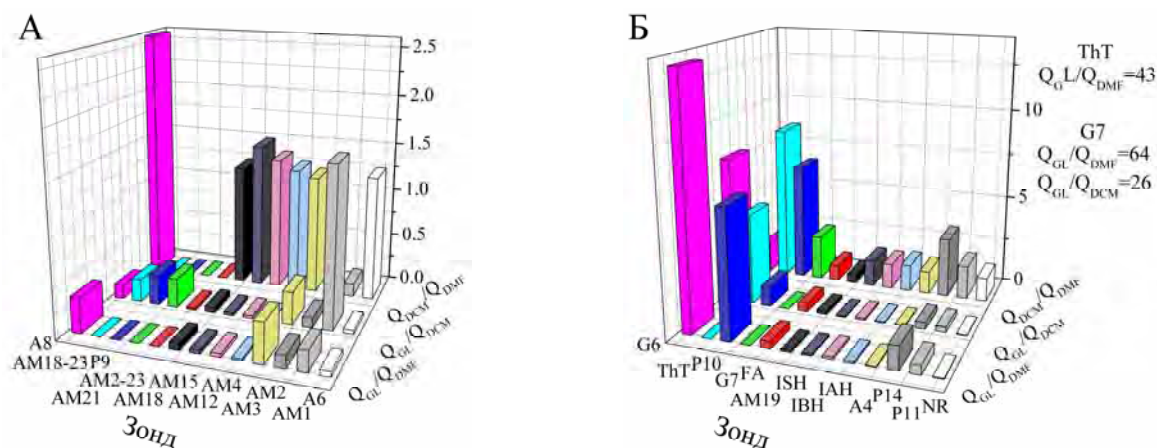 А
2.5
2.0
1.5
1.0
0.5
0.0
Q_DCM/Q_DMF
Q_GL/Q_DCM
Q_GL/Q_DMF
A8
AM18-23 P9
AM21
AM2-23
AM18
AM15
AM12
AM4
AM3
AM2
AM1
A6
Зонд
Б
ThT
Q_GL/Q_DMF=43
G7
Q_GL/Q_DMF=64
Q_GL/Q_DCM=26
10
5
0
Q_DCM/Q_DMF
Q_GL/Q_DCM
Q_GL/Q_DMF
G6
ThT P10
G7 FA
AM19
ISH
IBH
IAH
A4 P14
P11 NR
Зонд